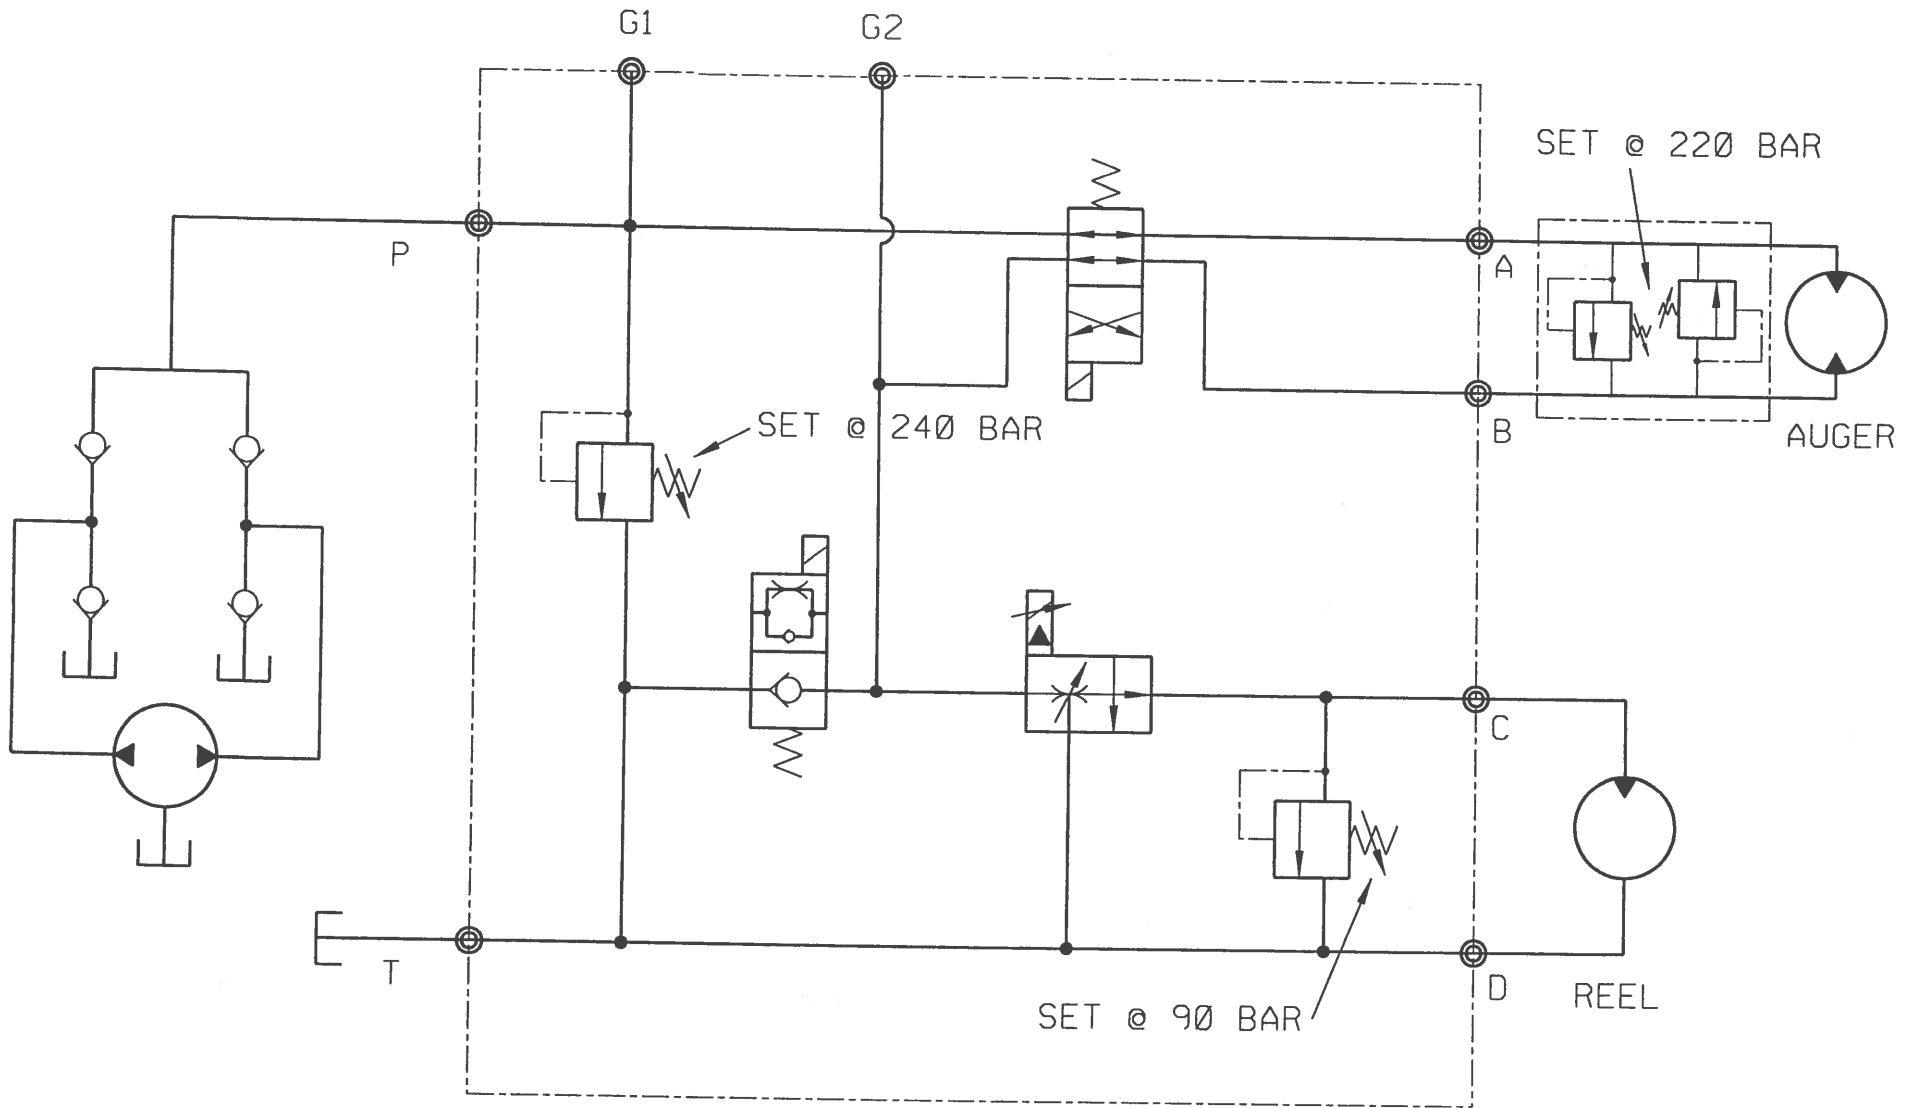 G1
G2
SET @ 220 BAR
P
A
SET @ 240 BAR
B
AUGER
C
T
D
REEL
SET @ 90 BAR